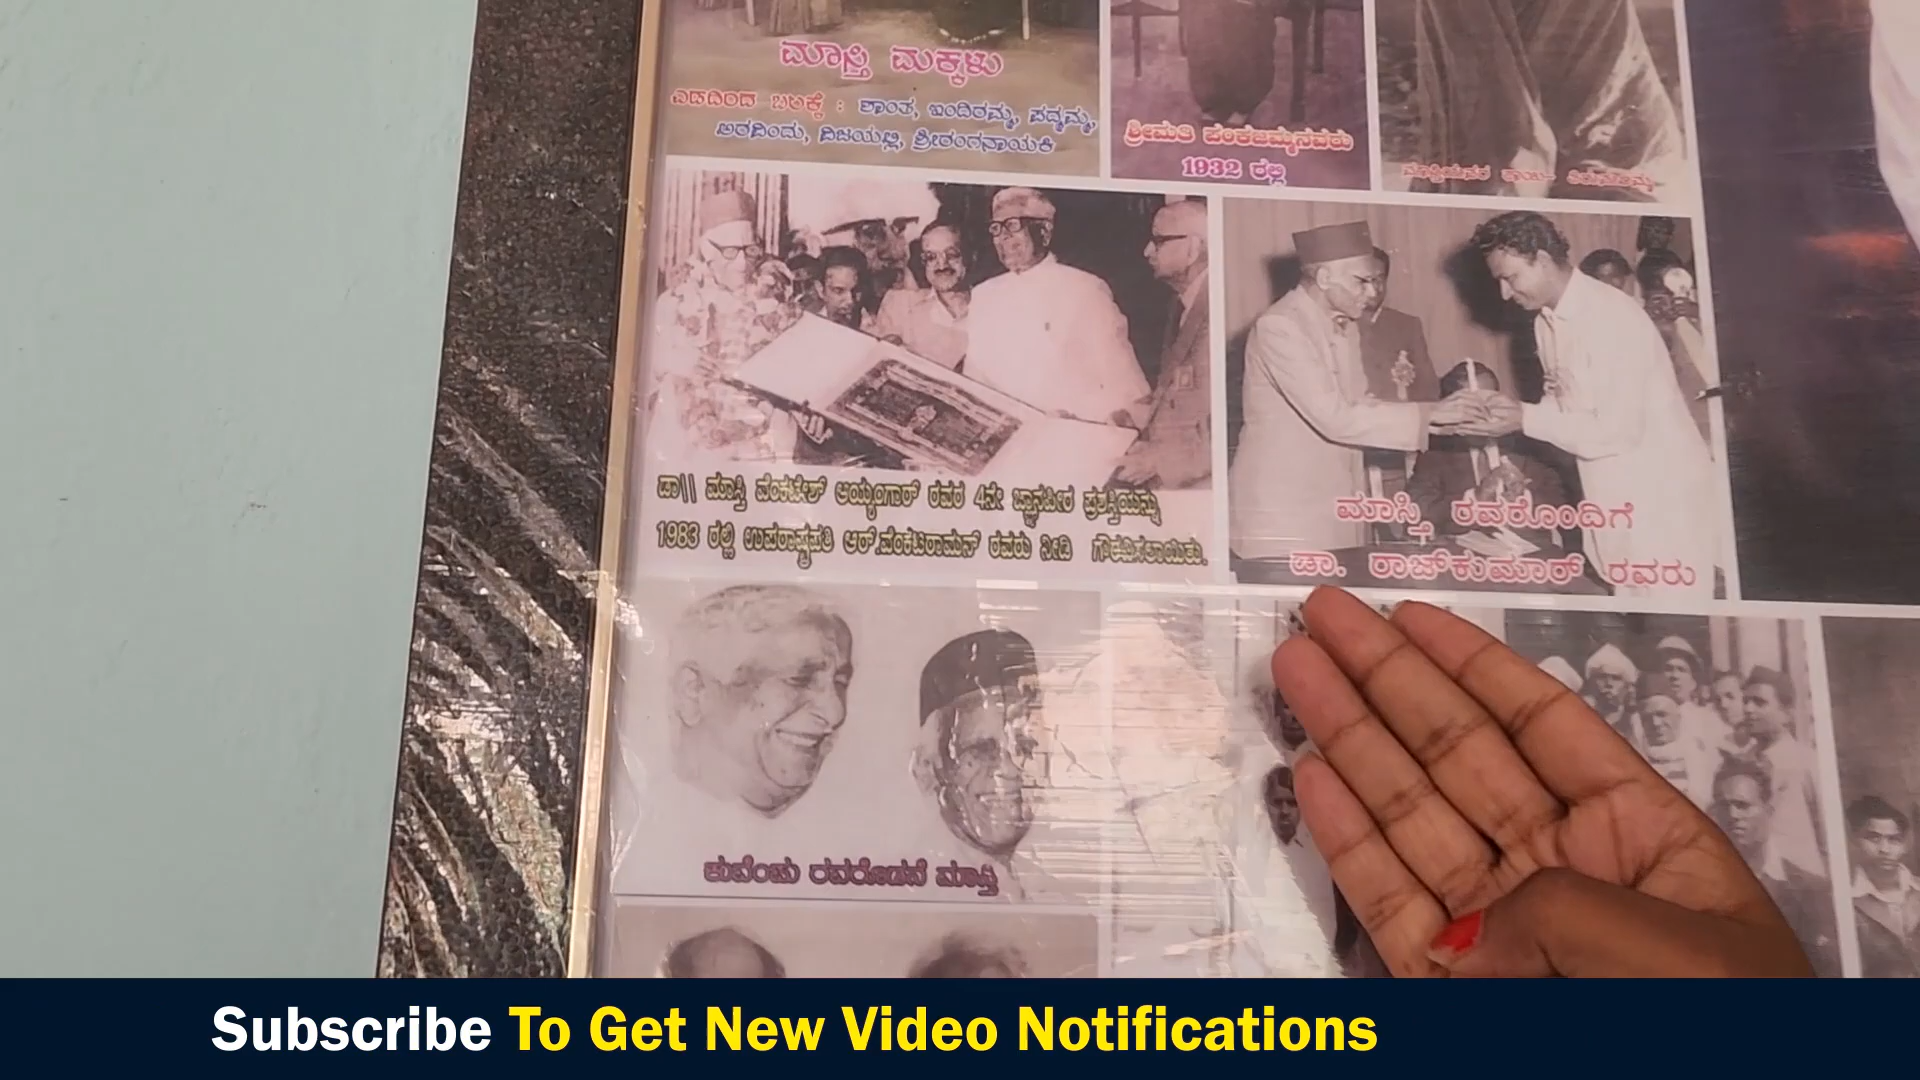 ಮಾಸ್ತಿ ಮಕ್ಕಳು
ಎಡದಿಂದ ಬಲಕ್ಕೆ : ಶಾಂತ, ಇಂದಿರಮ್ಮ, ಪದ್ಮಮ್ಮ,
ಅರವಿಂದು, ವಿಜಯಲ್ಲಿ, ಶ್ರೀರಂಗನಾಯಕಿ
ಶ್ರೀಮತಿ ಪಂಕಜಮ್ಮನವರು
1932 ರಲ್ಲಿ
ಮಾಸ್ತಿಯವರ ತಾಯಿ-
ಡಾ|| ಮಾಸ್ತಿ ವೆಂಕಟೇಶ್ ಅಯ್ಯಂಗಾರ್ ರವರ 4ನೇ ಜ್ಞಾನಪೀಠ ಪ್ರಶಸ್ತಿಯನ್ನು
1983 ರಲ್ಲಿ ಉಪರಾಷ್ಟ್ರಪತಿ ಆರ್.ವೆಂಕಟರಾಮನ್ ರವರು ನೀಡಿ ಗೌರವಿಸಲಾಯಿತು.
ಮಾಸ್ತಿ ರವರೊಂದಿಗೆ
ಡಾ. ರಾಜ್‌ಕುಮಾರ್ ರವರು
ಕುವೆಂಪು ರವರೊಡನೆ ಮಾಸ್ತಿ
Subscribe To Get New Video Notifications